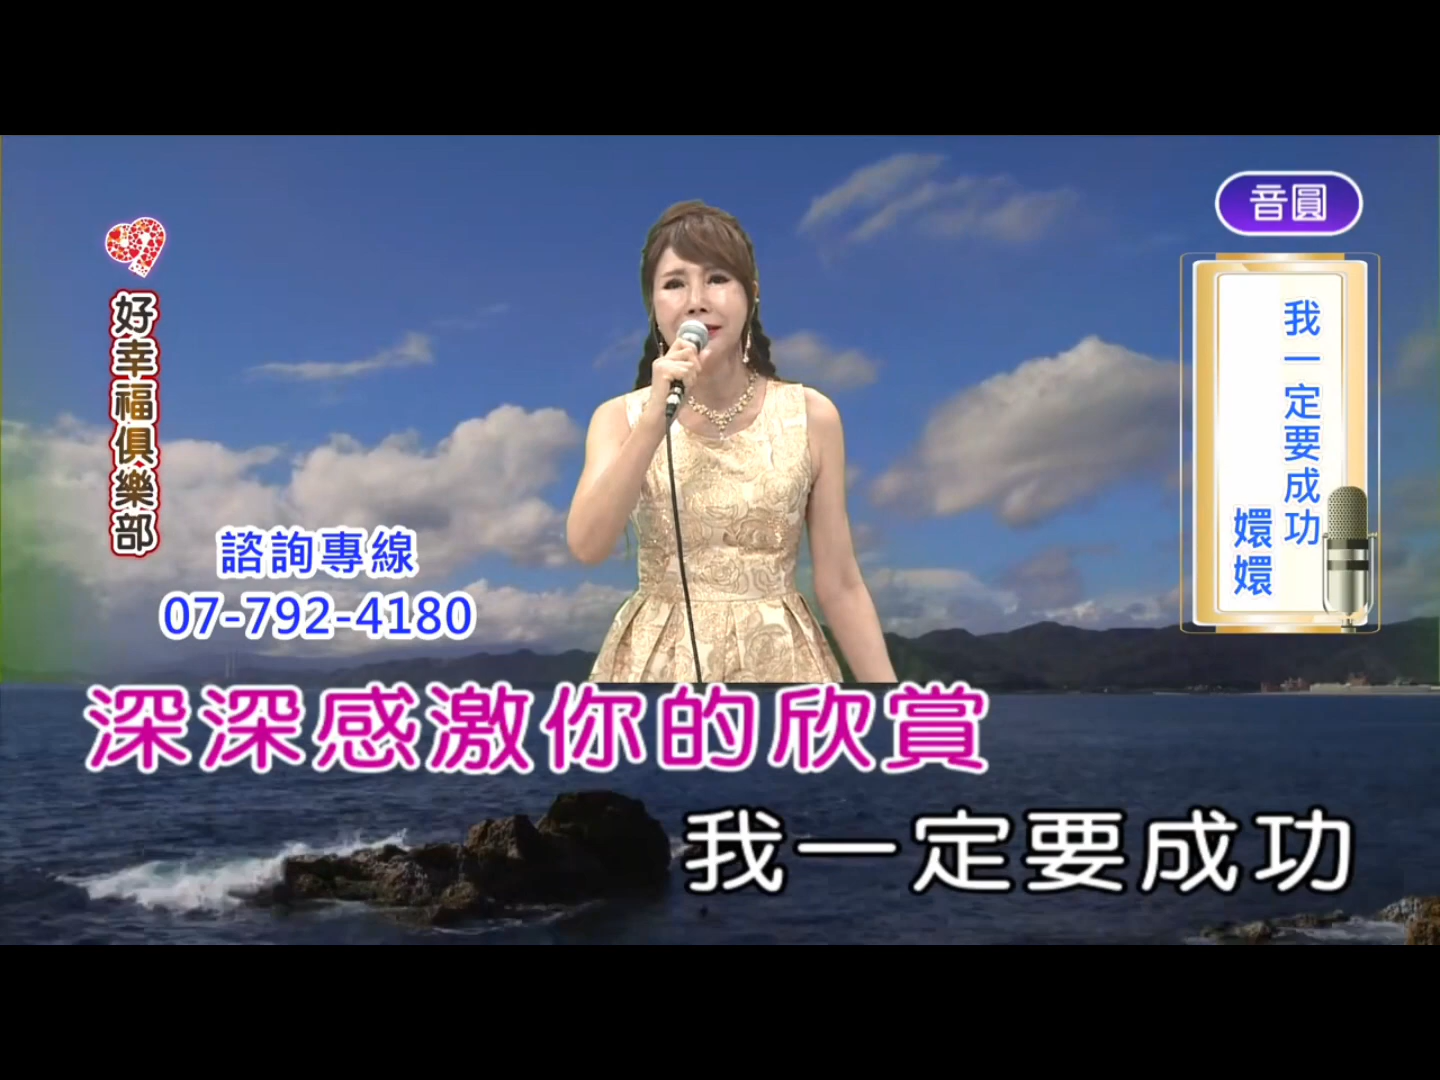 音圓
好幸福俱樂部
我一定要成功
嬛嬛
諮詢專線
07-792-4180
深深感激你的欣賞
我一定要成功